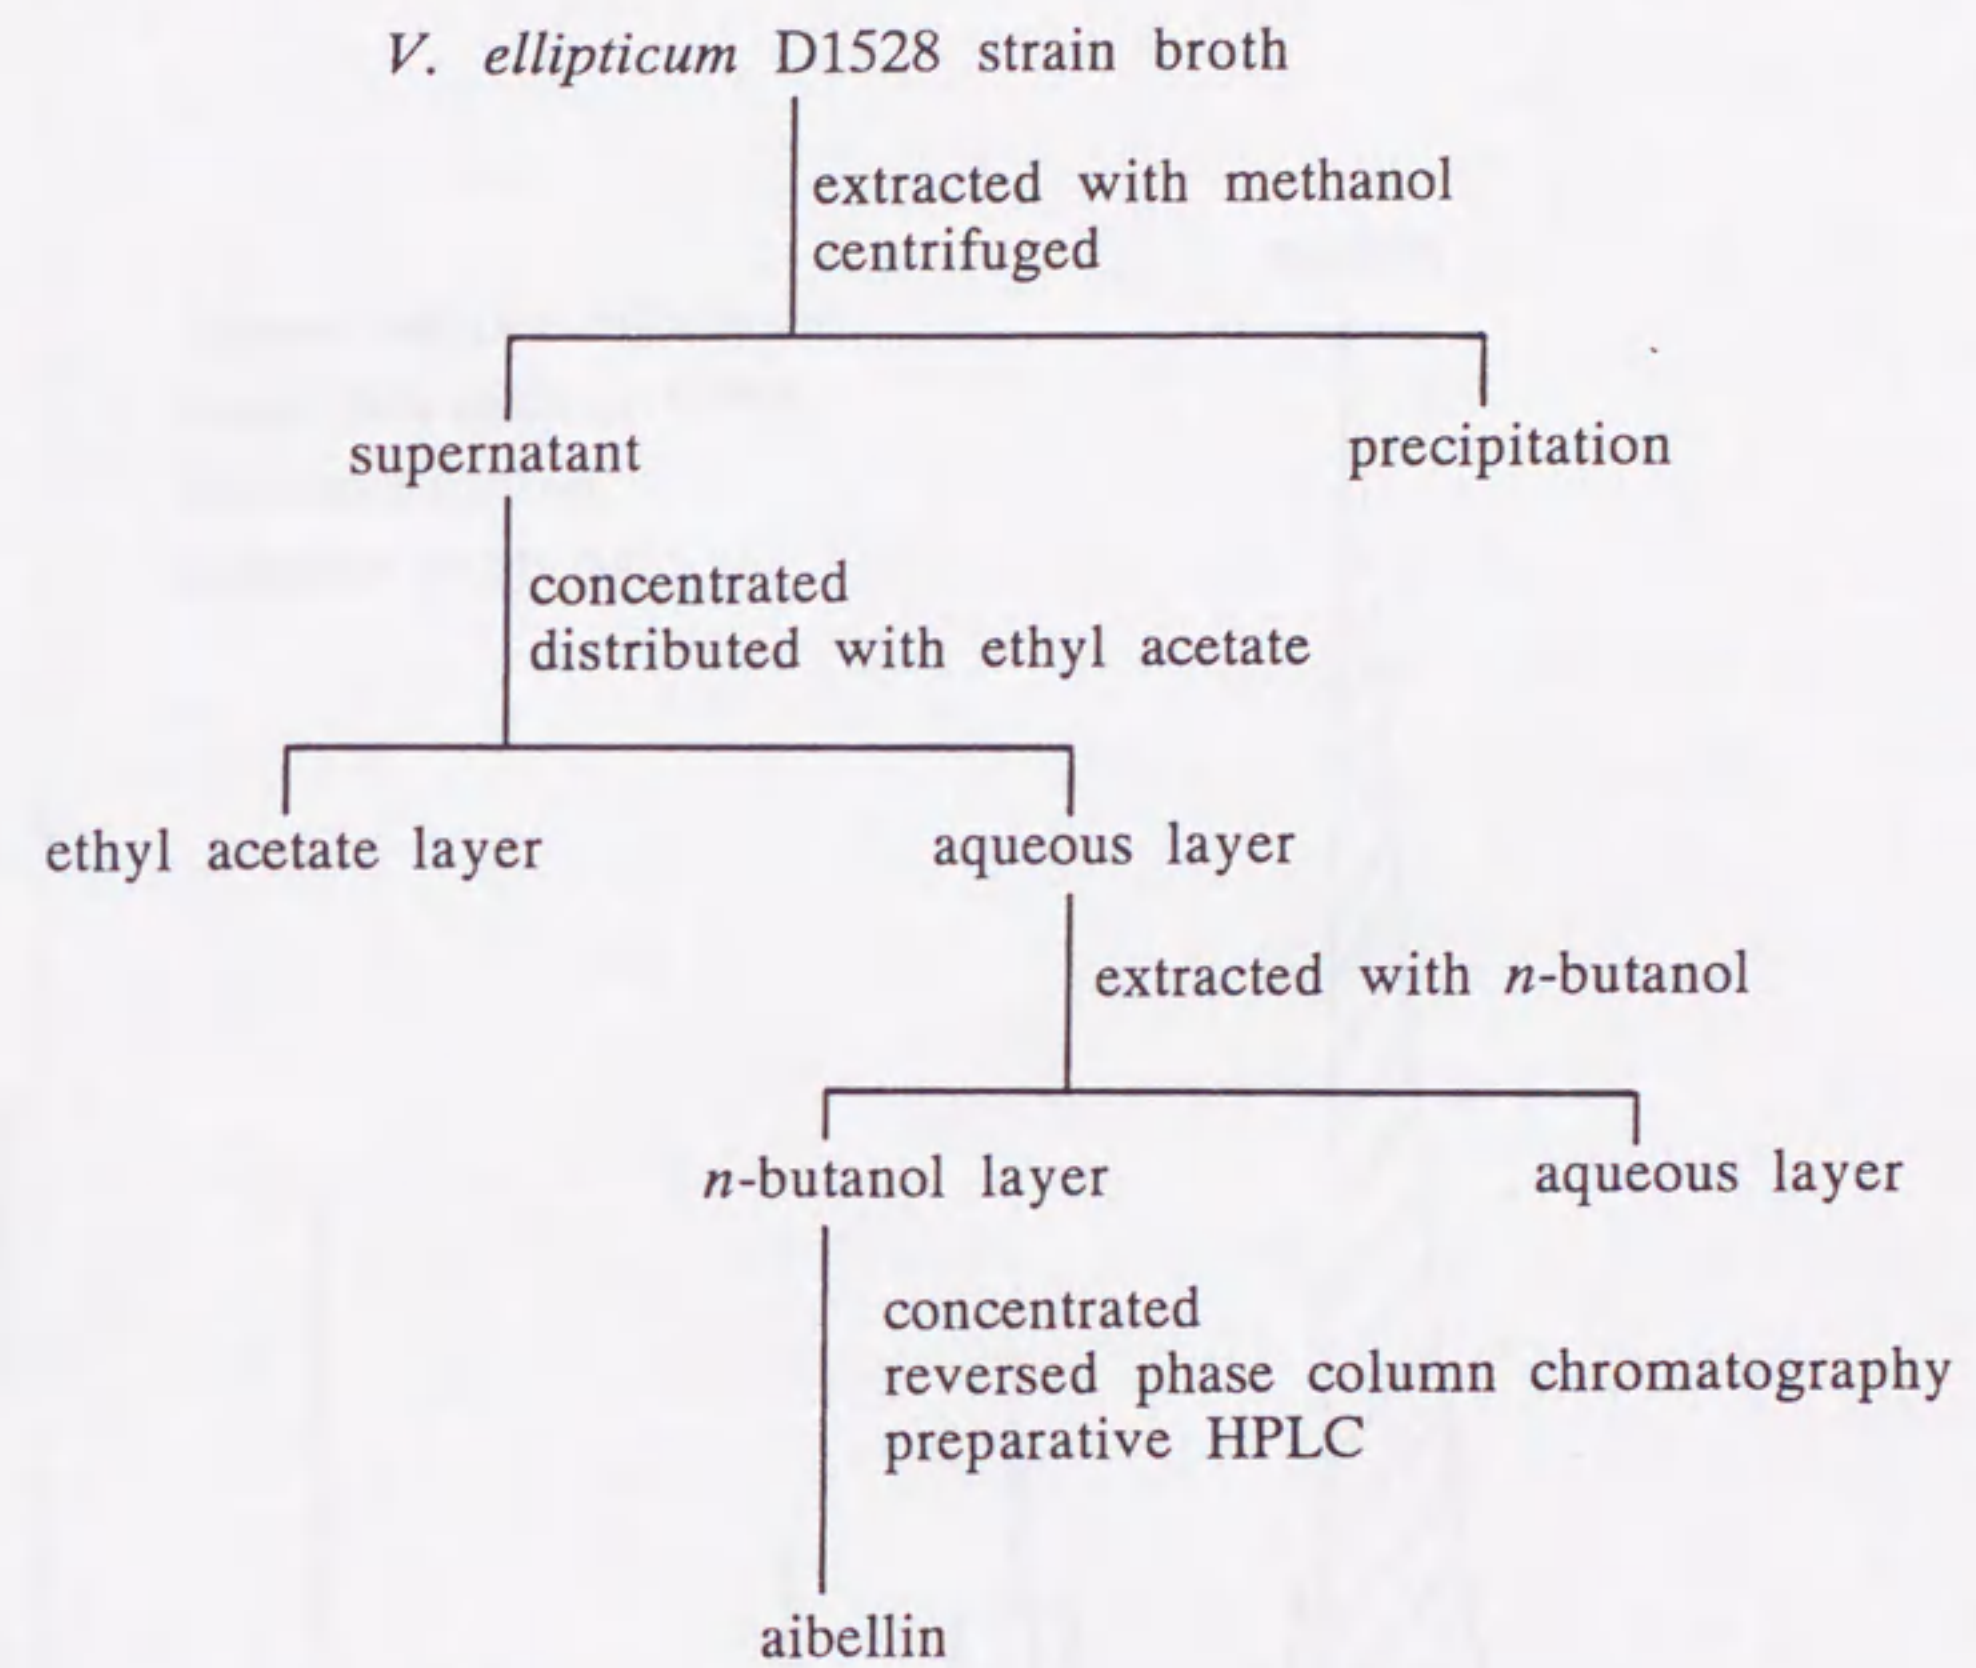 V. ellipticum D1528 strain broth
extracted with methanol
centrifuged
supernatant
precipitation
concentrated
distributed with ethyl acetate
ethyl acetate layer
aqueous layer
extracted with n-butanol
n-butanol layer
aqueous layer
concentrated
reversed phase column chromatography
preparative HPLC
aibellin